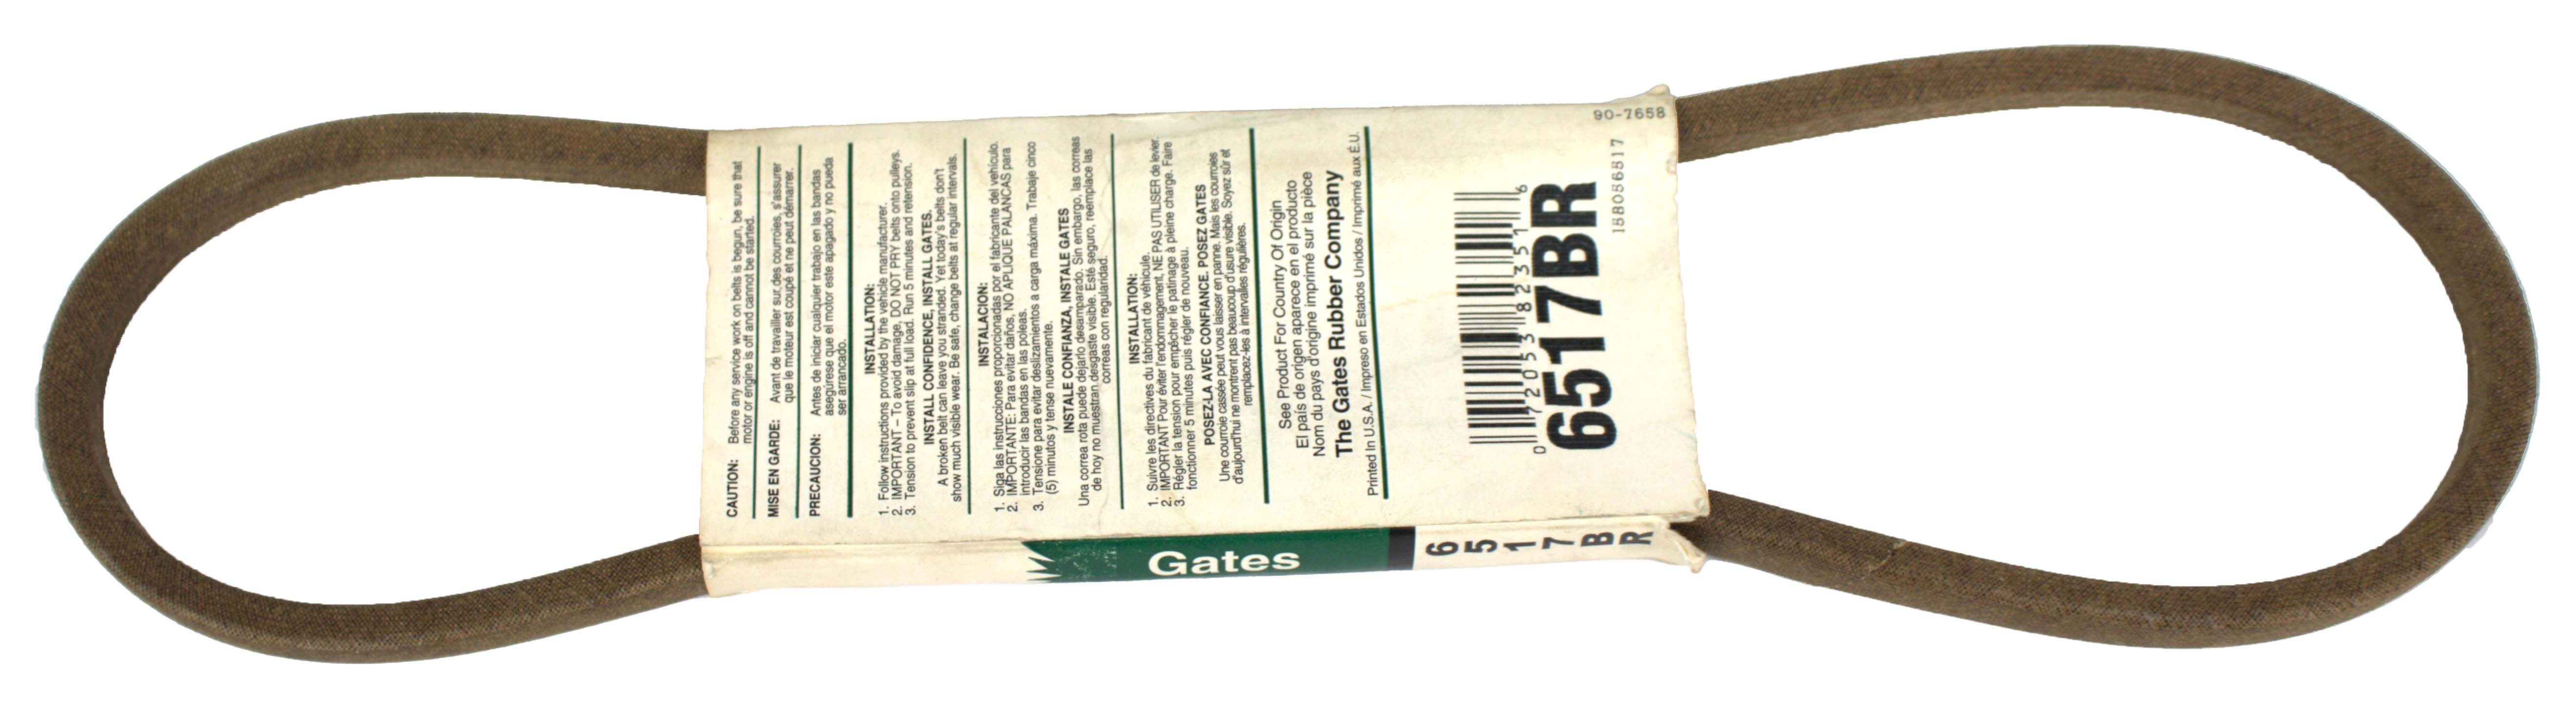 CAUTION: Before any service work on belts is begun, be sure that
motor or engine is off and cannot be started.
MISE EN GARDE: Avant de travailler sur des courroies, s'assurer
que le moteur est coupé et ne peut démarrer.
PRECAUCION: Antes de iniciar cualquier trabajo en las bandas
asegúrese que el motor este apagado y no pueda
ser arrancado.
INSTALLATION:
1. Follow instructions provided by the vehicle manufacturer.
2. IMPORTANT – To avoid damage, DO NOT PRY belts onto pulleys.
3. Tension to prevent slip at full load. Run 5 minutes and retension.
INSTALL CONFIDENCE, INSTALL GATES.
A broken belt can leave you stranded. Yet today's belts don't
show much visible wear. Be safe, change belts at regular intervals.
INSTALACION:
1. Siga las instrucciones proporcionadas por el fabricante del vehículo.
2. IMPORTANTE: Para evitar daños, NO APLIQUE PALANCAS para
introducir las bandas en las poleas.
3. Tensione para evitar deslizamientos a carga máxima. Trabaje cinco
(5) minutos y tense nuevamente.
INSTALE CONFIANZA, INSTALE GATES
Una correa rota puede dejarlo desamparado. Sin embargo, las correas
de hoy no muestran desgaste visible. Esté seguro, reemplace las
correas con regularidad.
INSTALLATION:
1. Suivre les directives du fabricant de véhicule.
2. IMPORTANT Pour éviter l'endommagement, NE PAS UTILISER de levier.
3. Régler la tension pour empêcher le patinage à pleine charge. Faire
fonctionner 5 minutes puis régler de nouveau.
POSEZ-LA AVEC CONFIANCE. POSEZ GATES
Une courroie cassée peut vous laisser en panne. Mais les courroies
d'aujourd'hui ne montrent pas beaucoup d'usure visible. Soyez sûr et
remplacez-les à intervalles régulières.
See Product For Country Of Origin
El país de origen aparece en el producto
Nom du pays d'origine imprimé sur la pièce
The Gates Rubber Company
Printed In U.S.A. / Impreso en Estados Unidos / Imprimé aux É.U.
0 72053 82351 6
6517BR
188086817
90-7658
Gates
6517BR